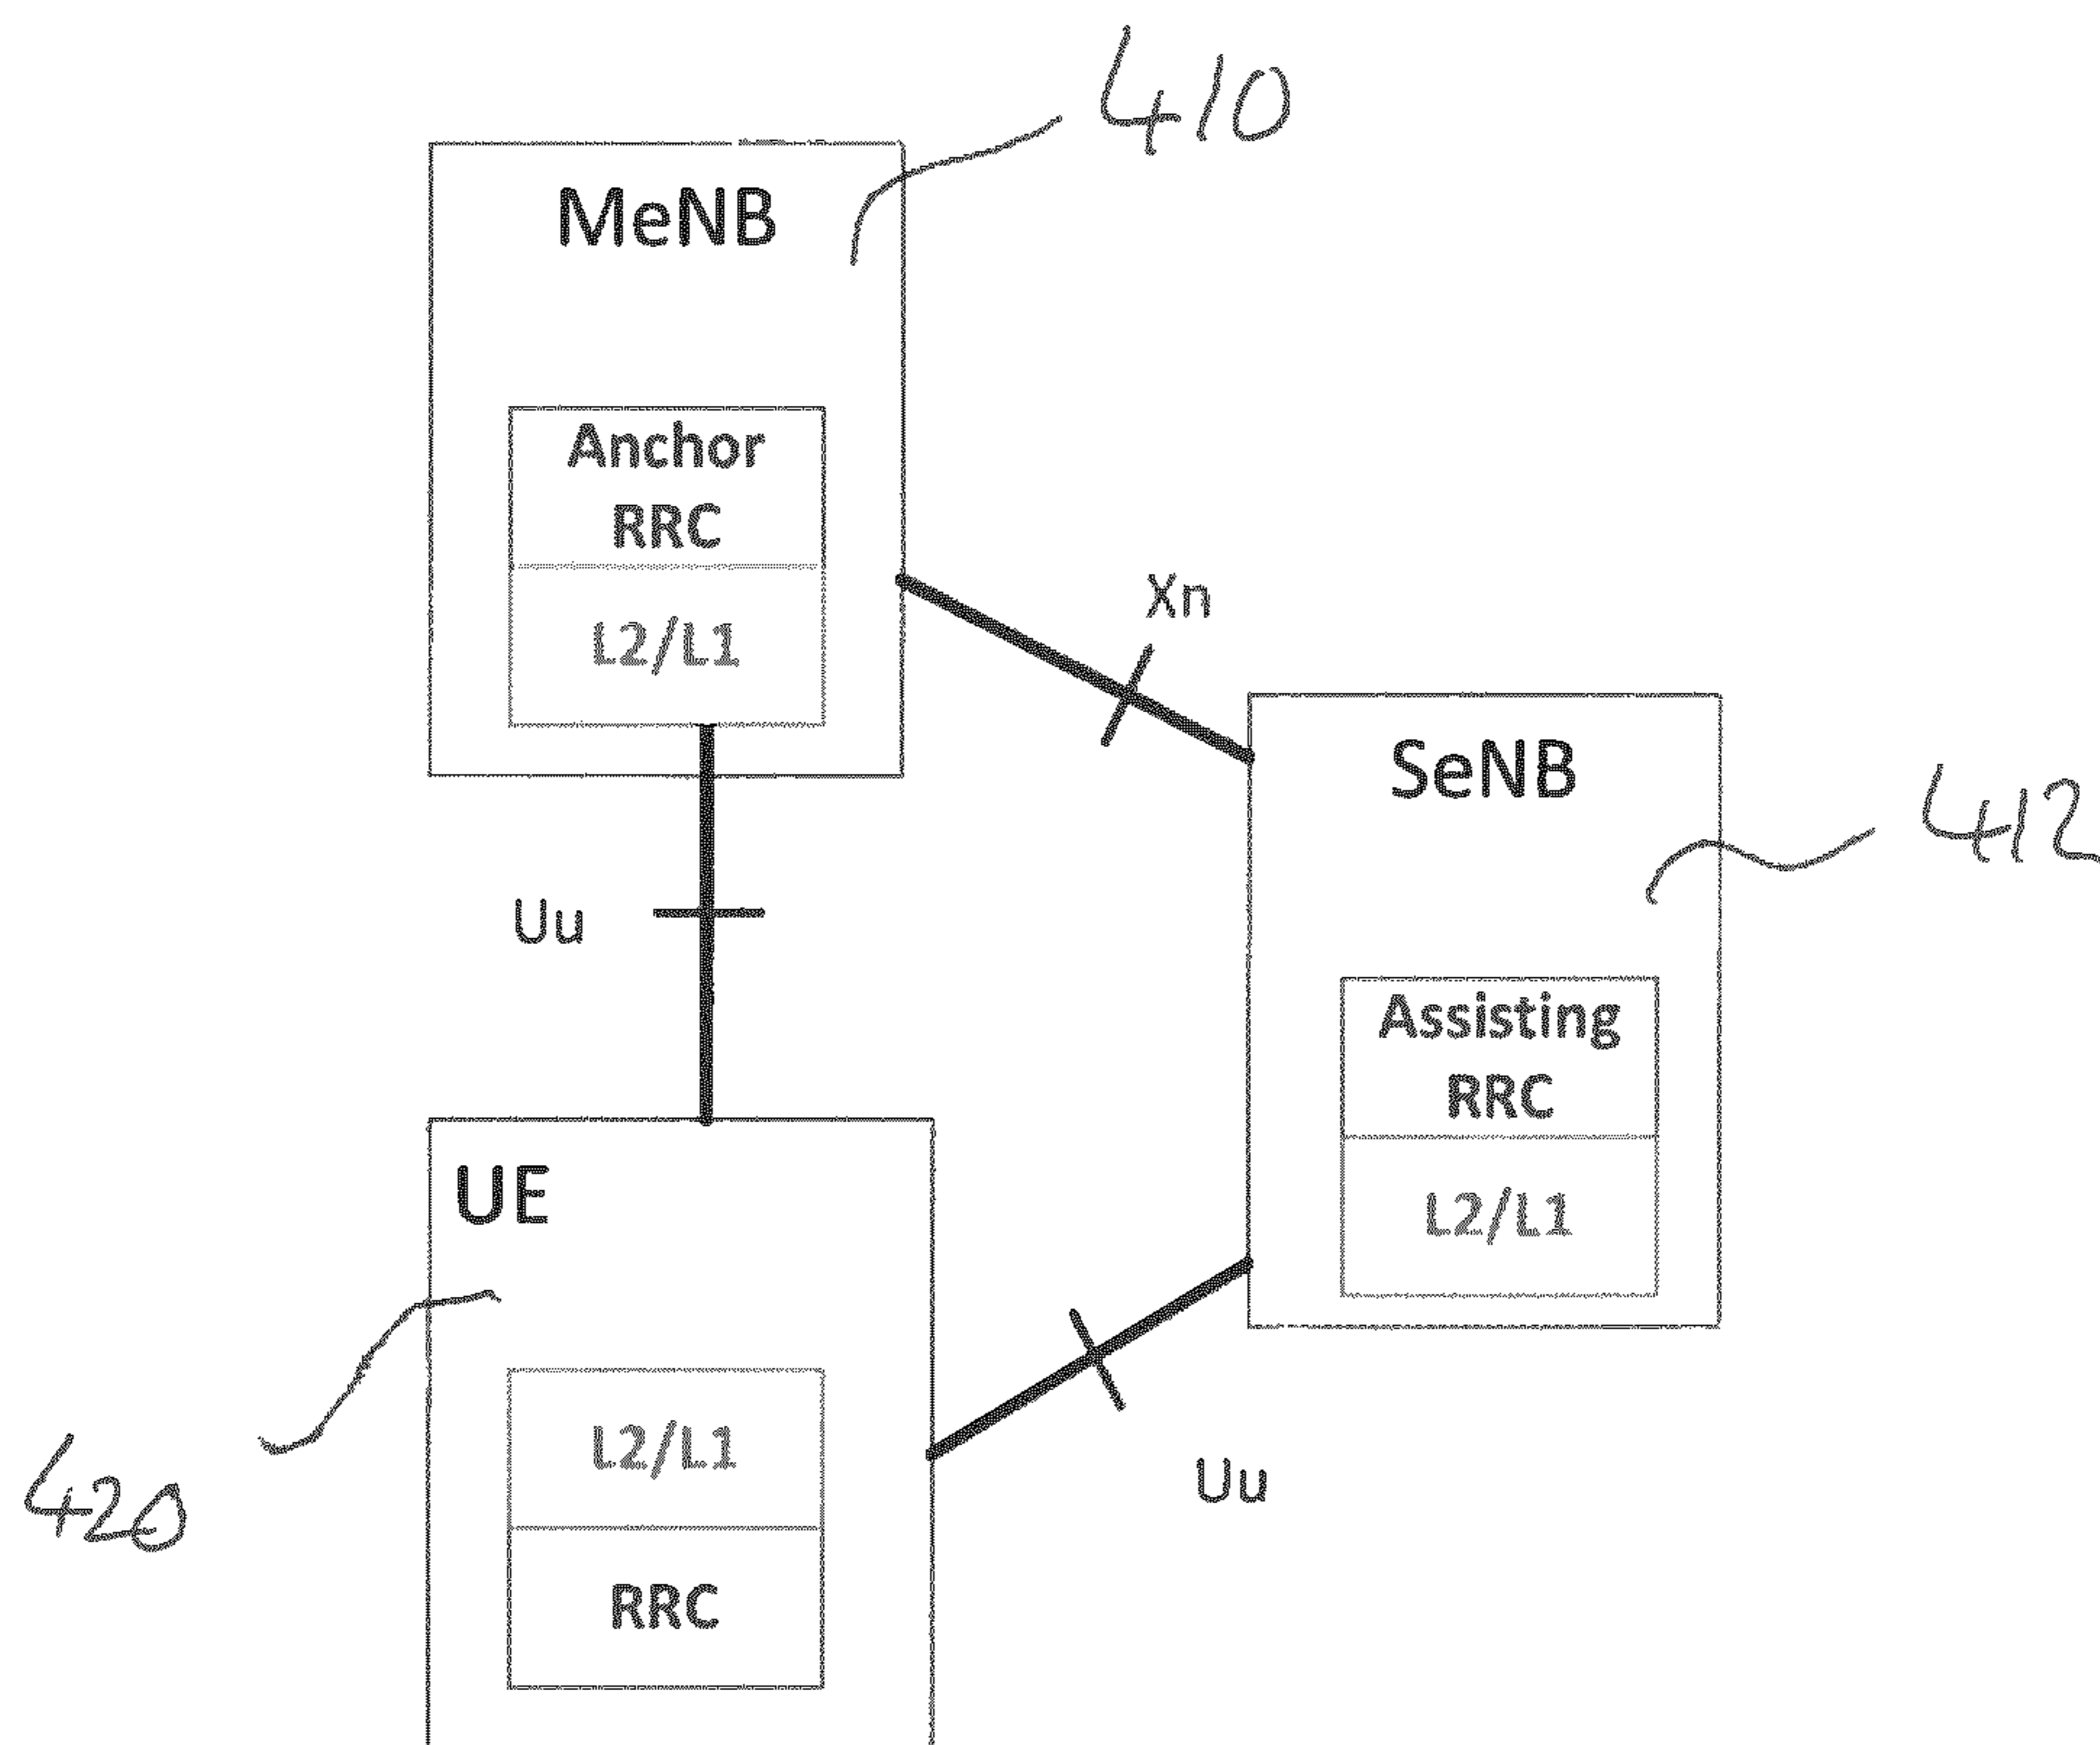 410
MeNB
Anchor
RRC
L2/L1
Xn
SeNB
412
Uu
Assisting
RRC
L2/L1
UE
L2/L1
RRC
Uu
420